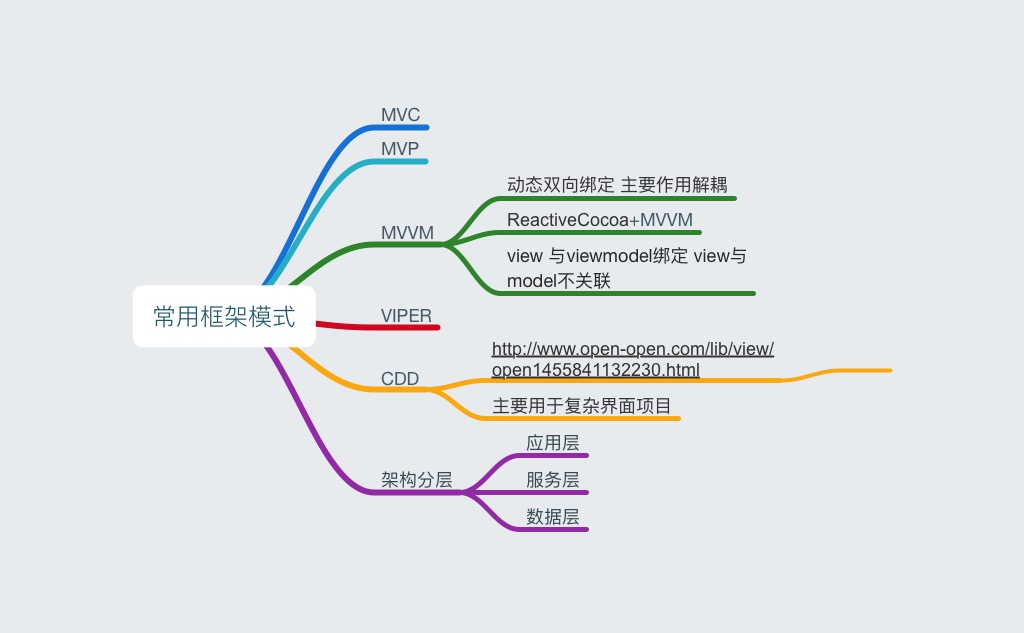 MVC
MVP
动态双向绑定 主要作用解耦
ReactiveCocoa+MVVM
MVVM
view 与viewmodel绑定 view与
model不关联
常用框架模式
VIPER
http://www.open-open.com/lib/view/
open1455841132230.html
CDD
主要用于复杂界面项目
应用层
架构分层
服务层
数据层